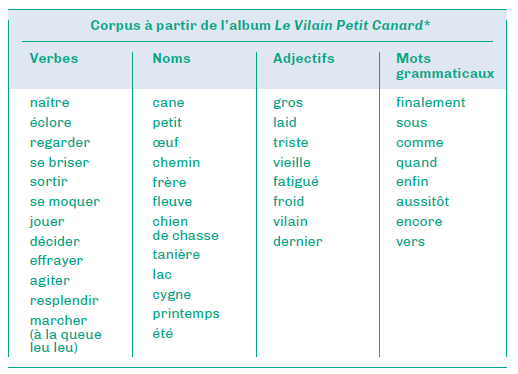 Corpus à partir de l’album Le Vilain Petit Canard*
Verbes
naître
éclore
regarder
se briser
sortir
se moquer
jouer
décider
effrayer
agiter
resplendir
marcher
(à la queue
leu leu)
Noms
cane
petit
œuf
chemin
frère
fleuve
chien
de chasse
tanière
lac
cygne
printemps
été
Adjectifs
gros
laid
triste
vieille
fatigué
froid
vilain
dernier
Mots
grammaticaux
finalement
sous
comme
quand
enfin
aussitôt
encore
vers